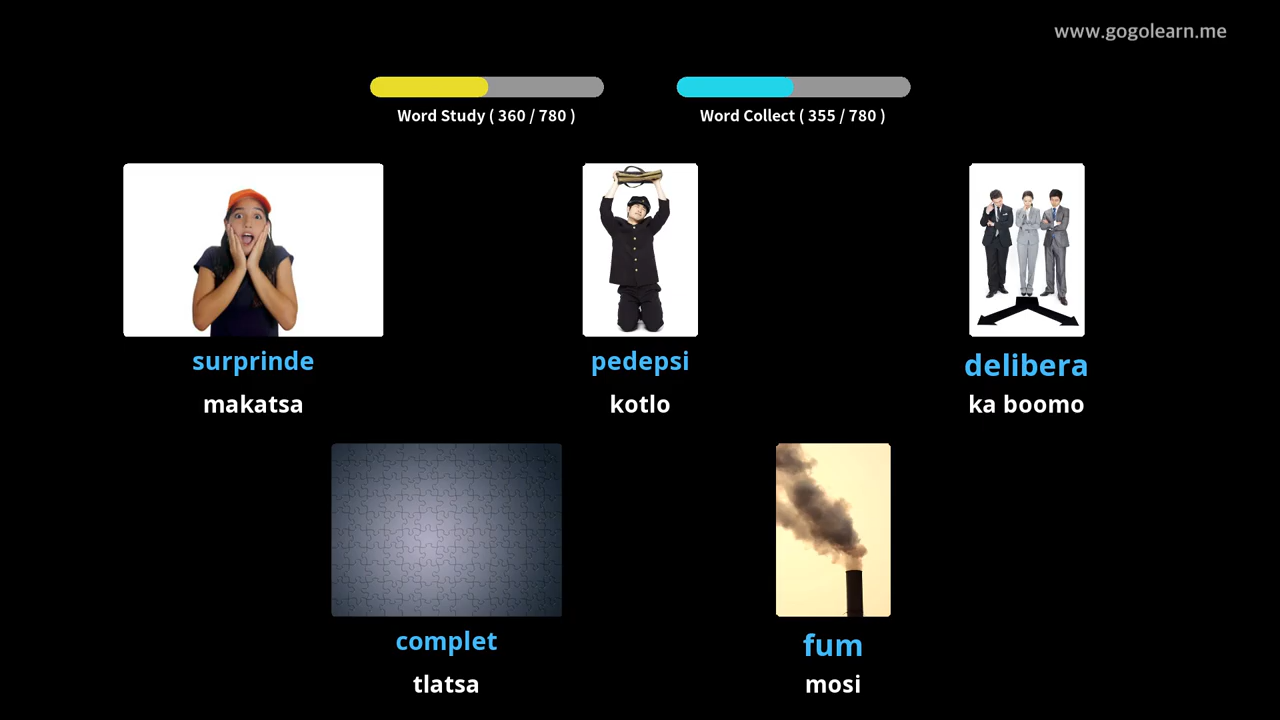 www.gogolearn.me
Word Study ( 360 / 780 )
Word Collect ( 355 / 780 )
surprinde
makatsa
pedepsi
kotlo
delibera
ka boomo
complet
tlatsa
fum
mosi